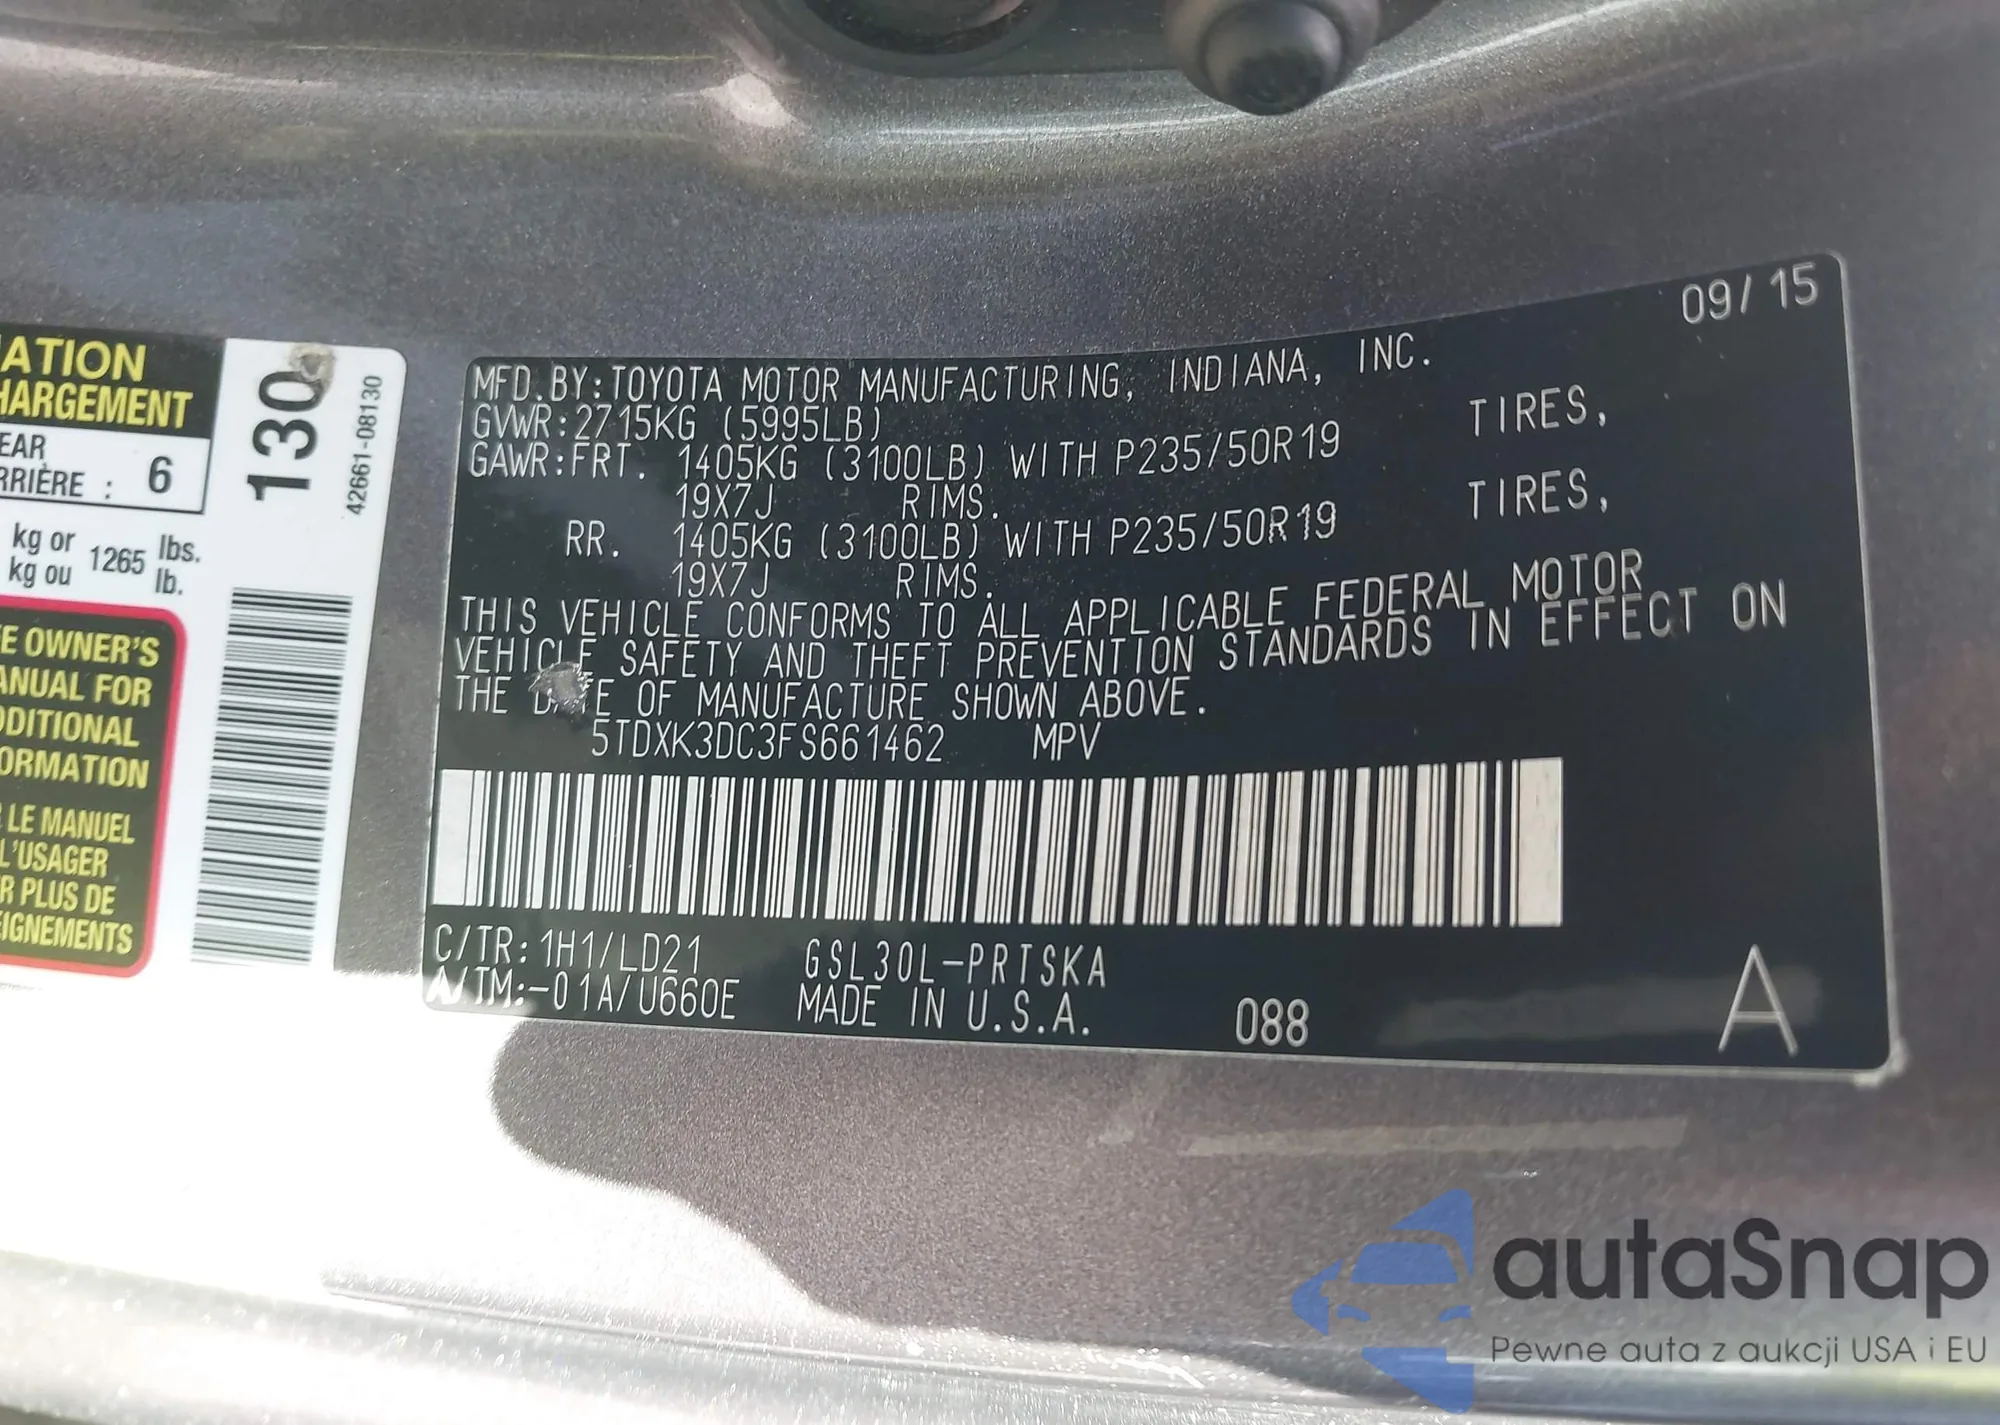 ATION
HARGEMENT
EAR
RRIÈRE : 6
kg or 1265 lbs.
kg ou lb.
E OWNER'S
ANUAL FOR
DDITIONAL
ORMATION
LE MANUEL
L'USAGER
R PLUS DE
EIGNEMENTS
130
42661-08130
09/15
MFD.BY:TOYOTA MOTOR MANUFACTURING, INDIANA, INC.
GVWR:2715KG (5995LB)
GAWR:FRT. 1405KG (3100LB) WITH P235/50R19 TIRES,
19X7J RIMS.
RR. 1405KG (3100LB) WITH P235/50R19 TIRES,
19X7J RIMS.
THIS VEHICLE CONFORMS TO ALL APPLICABLE FEDERAL MOTOR
VEHICLE SAFETY AND THEFT PREVENTION STANDARDS IN EFFECT ON
THE DATE OF MANUFACTURE SHOWN ABOVE.
5TDXK3DC3FS661462 MPV
C/TR:1H1/LD21 GSL30L-PRTSKA
A/TM:-01A/U660E MADE IN U.S.A. 088 A
autaSnap
Pewne auta z aukcji USA i EU